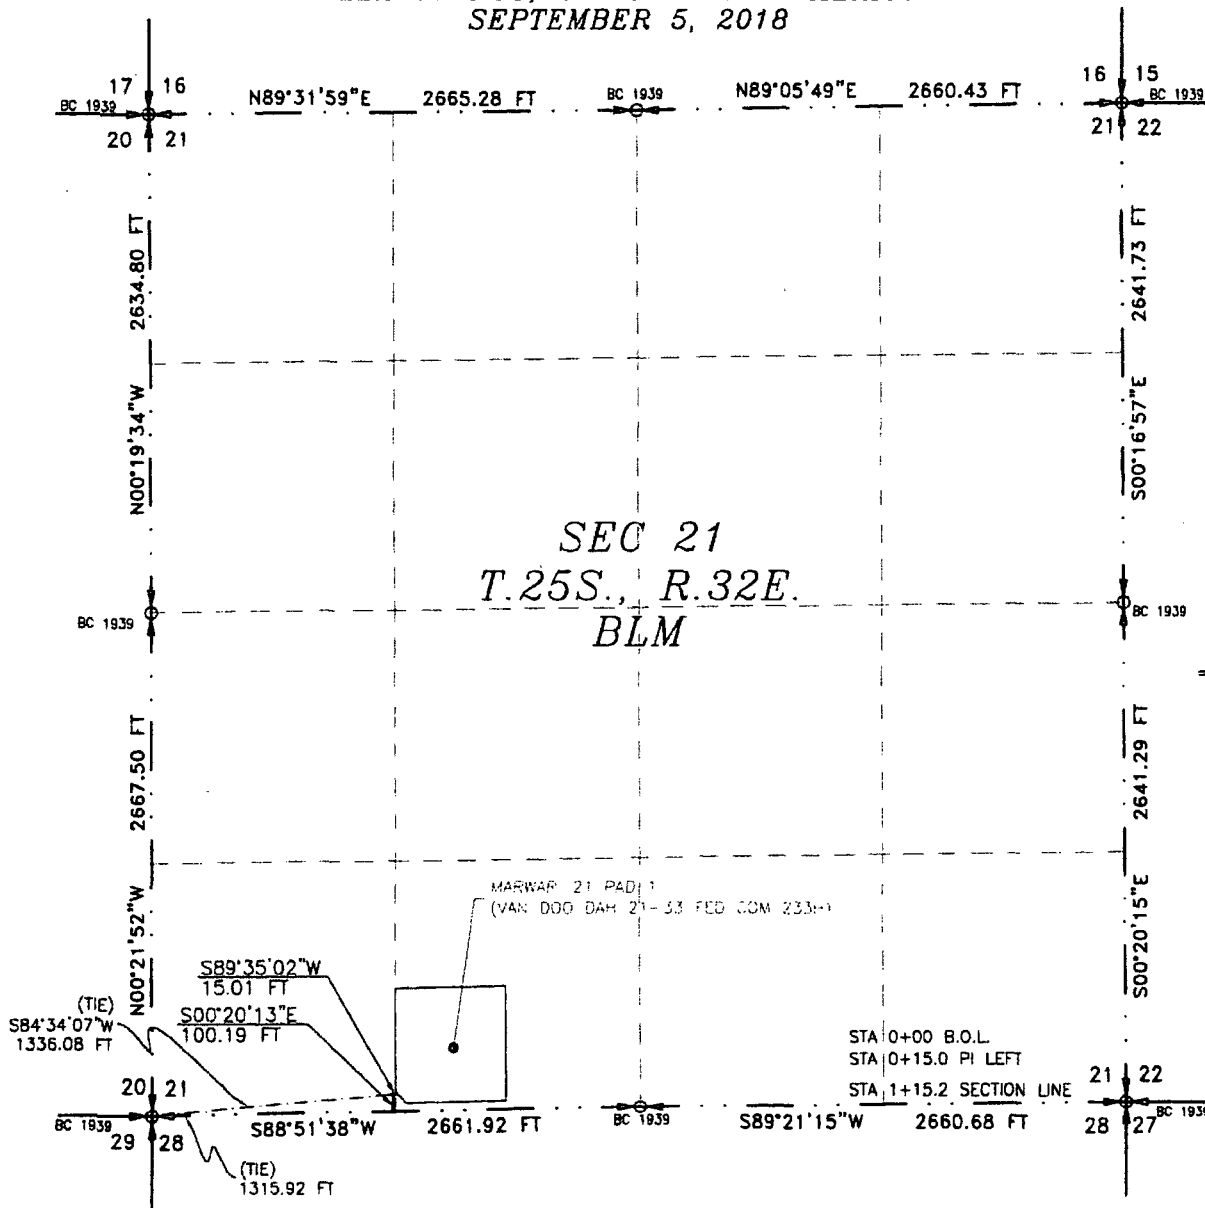 SEPTEMBER 5, 2018
17 16
BC 1939
20 21
N89°31'59"E 2665.28 FT
BC 1939
N89°05'49"E 2660.43 FT
16 15
BC 1939
21 22
2634.80 FT
N00°19'34"W
2641.73 FT
S00°16'57"E
SEC 21
T.25S., R.32E.
BLM
BC 1939
BC 1939
2667.50 FT
N00°21'52"W
2641.29 FT
S00°20'15"E
MARWAR 21 PAD 1
(VAN DOO DAH 21-33 FED COM 233H)
S89°35'02"W
15.01 FT
S00°20'13"E
100.19 FT
(TIE)
S84°34'07"W
1336.08 FT
STA 0+00 B.O.L.
STA 0+15.0 PI LEFT
STA 1+15.2 SECTION LINE
20 21
BC 1939
29 28
S88°51'38"W 2661.92 FT
BC 1939
S89°21'15"W 2660.68 FT
21 22
BC 1939
28 27
(TIE)
1315.92 FT